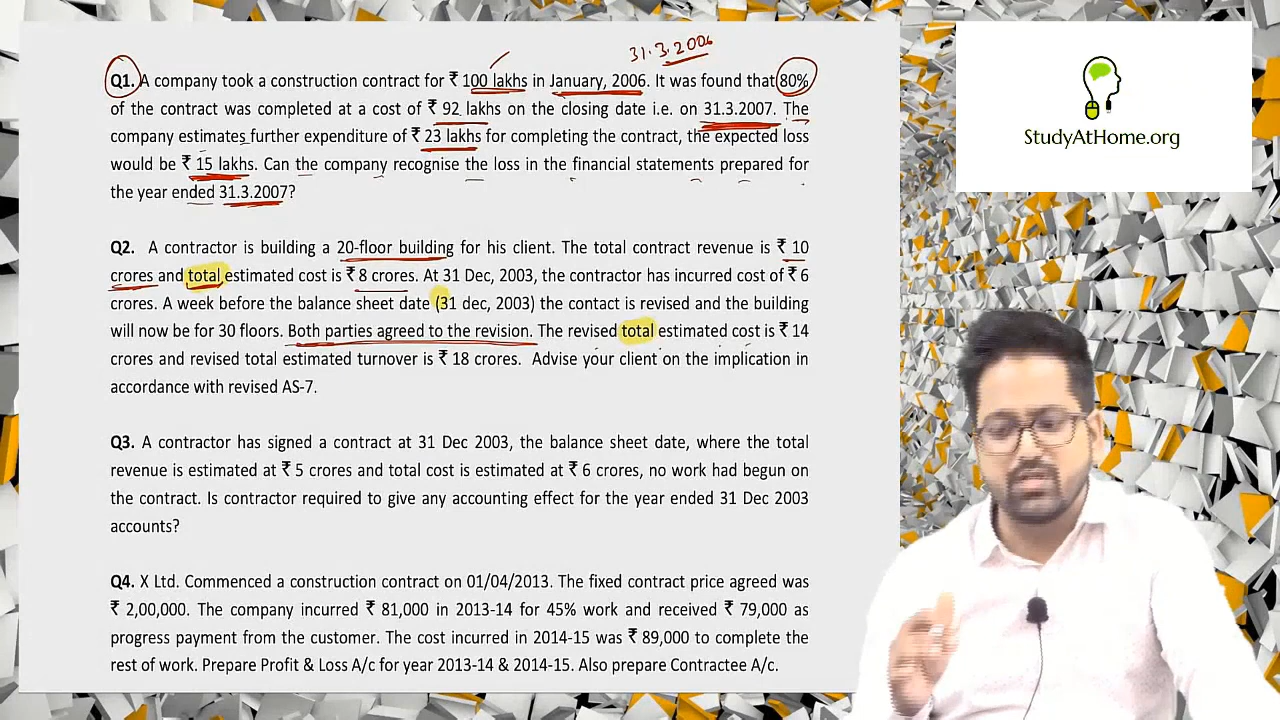 31.3.2006
Q1. A company took a construction contract for ₹ 100 lakhs in January, 2006. It was found that 80%
of the contract was completed at a cost of ₹ 92 lakhs on the closing date i.e. on 31.3.2007. The
company estimates further expenditure of ₹ 23 lakhs for completing the contract, the expected loss
would be ₹ 15 lakhs. Can the company recognise the loss in the financial statements prepared for
the year ended 31.3.2007?
Q2. A contractor is building a 20-floor building for his client. The total contract revenue is ₹ 10
crores and total estimated cost is ₹ 8 crores. At 31 Dec, 2003, the contractor has incurred cost of ₹ 6
crores. A week before the balance sheet date (31 dec, 2003) the contact is revised and the building
will now be for 30 floors. Both parties agreed to the revision. The revised total estimated cost is ₹ 14
crores and revised total estimated turnover is ₹ 18 crores. Advise your client on the implication in
accordance with revised AS-7.
Q3. A contractor has signed a contract at 31 Dec 2003, the balance sheet date, where the total
revenue is estimated at ₹ 5 crores and total cost is estimated at ₹ 6 crores, no work had begun on
the contract. Is contractor required to give any accounting effect for the year ended 31 Dec 2003
accounts?
Q4. X Ltd. Commenced a construction contract on 01/04/2013. The fixed contract price agreed was
₹ 2,00,000. The company incurred ₹ 81,000 in 2013-14 for 45% work and received ₹ 79,000 as
progress payment from the customer. The cost incurred in 2014-15 was ₹ 89,000 to complete the
rest of work. Prepare Profit & Loss A/c for year 2013-14 & 2014-15. Also prepare Contractee A/c.
StudyAtHome.org